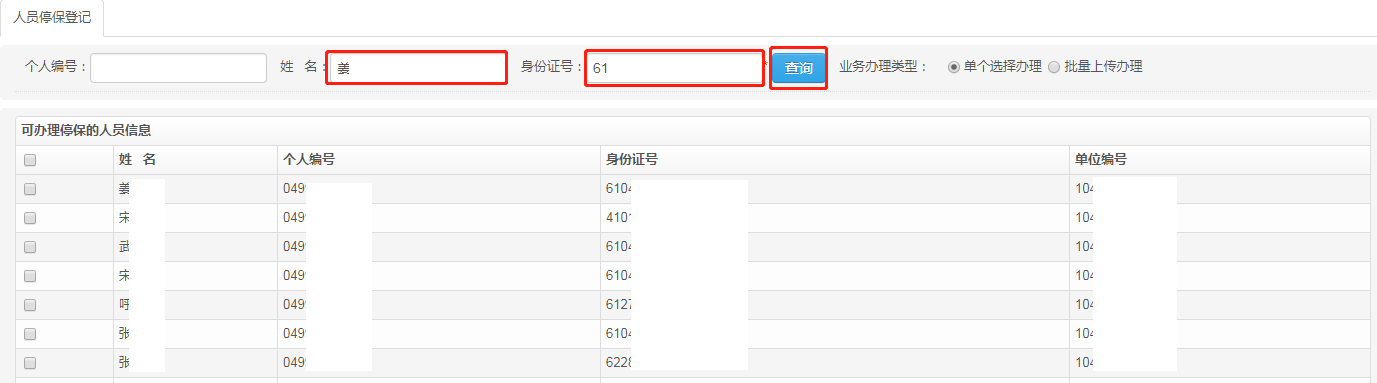 人员停保登记
个人编号： 姓 名： 姜 身份证号： 61 * 查询 业务办理类型： 单个选择办理 批量上传办理
可办理停保的人员信息
姓 名 个人编号 身份证号 单位编号
姜 049 6104 104
宋 049 4101 104
武 049 6104 104
宋 049 6104 104
呼 049 6127 104
张 049 6104 104
张 049 6228 104